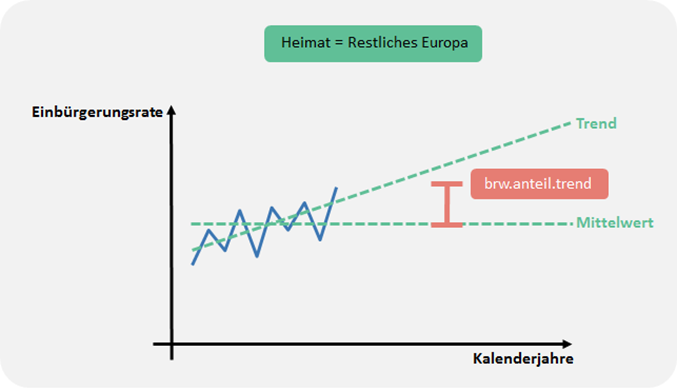 Heimat = Restliches Europa
Einbürgerungsrate
Trend
brw.anteil.trend
Mittelwert
Kalenderjahre